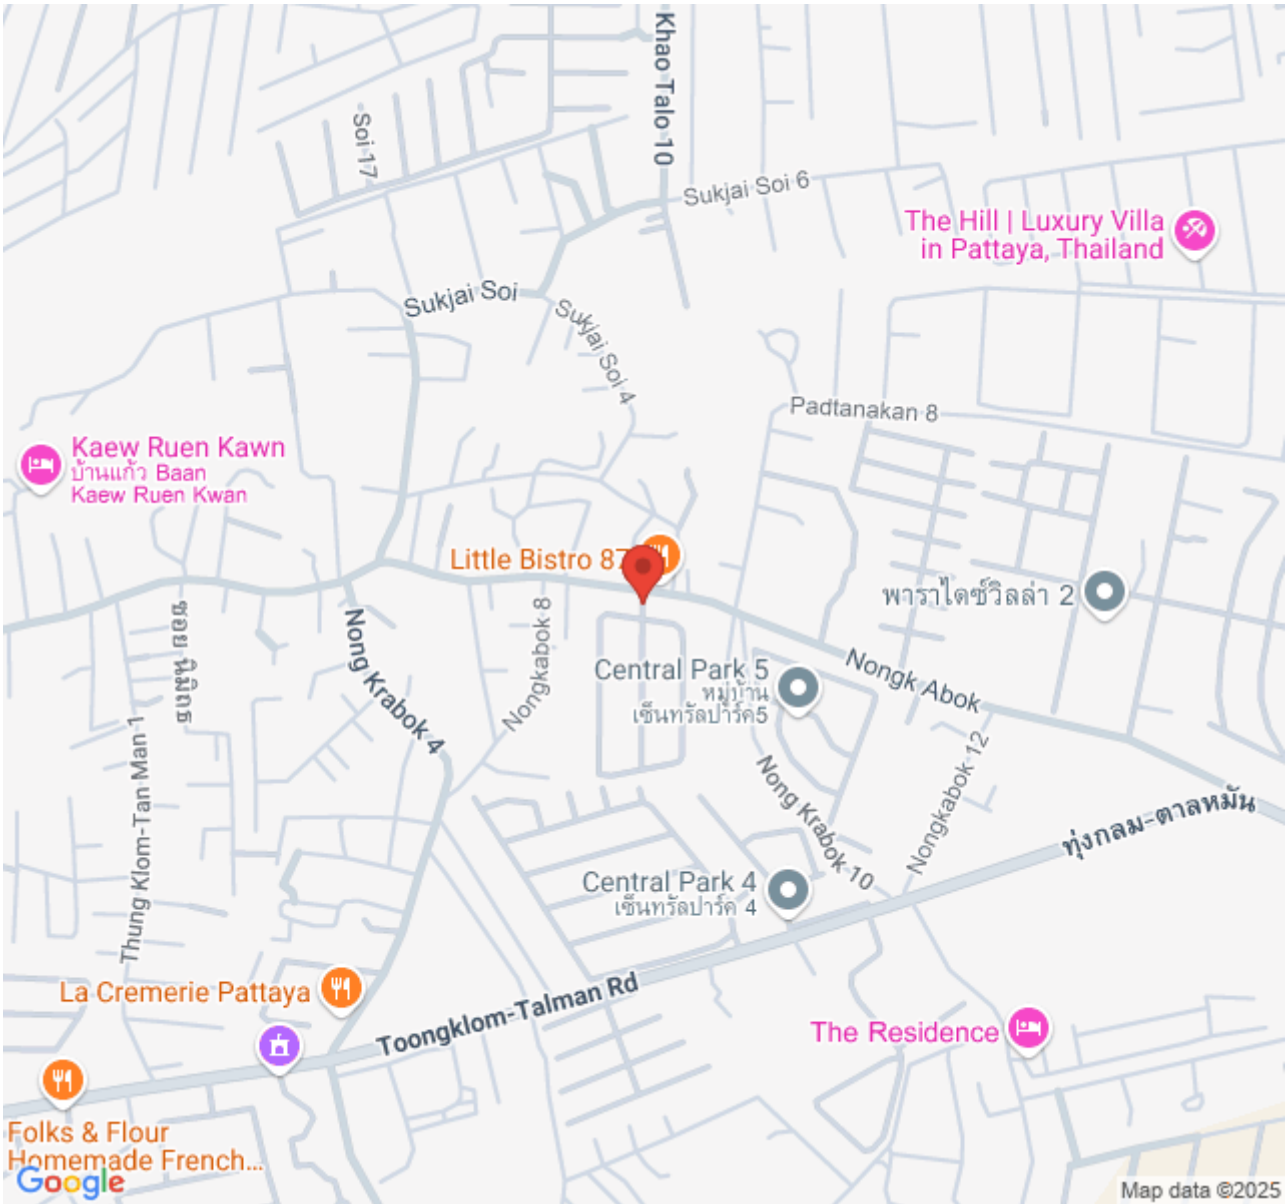 Khao Talo 10
Soi 17
Sukjai Soi 6
The Hill | Luxury Villa
in Pattaya, Thailand
Sukjai Soi
Sukjai Soi 4
Padtanakan 8
Kaew Ruen Kawn
บ้านแก้ว Baan
Kaew Ruen Kwan
Little Bistro 87
พาราไดซ์วิลล่า 2
ซอย นิมิตร
Nong Krabok 4
Nongkabok 8
Central Park 5
หมู่บ้าน
เซ็นทรัลปาร์ค5
Nongk Abok
Thung Klom-Tan Man 1
Nong Krabok 10
Nongkabok 12
ทุ่งกลม-ตาลหมัน
Central Park 4
เซ็นทรัลปาร์ค 4
La Cremerie Pattaya
Toongklom-Talman Rd
The Residence
Folks & Flour
Homemade French...
Google
Map data ©2025